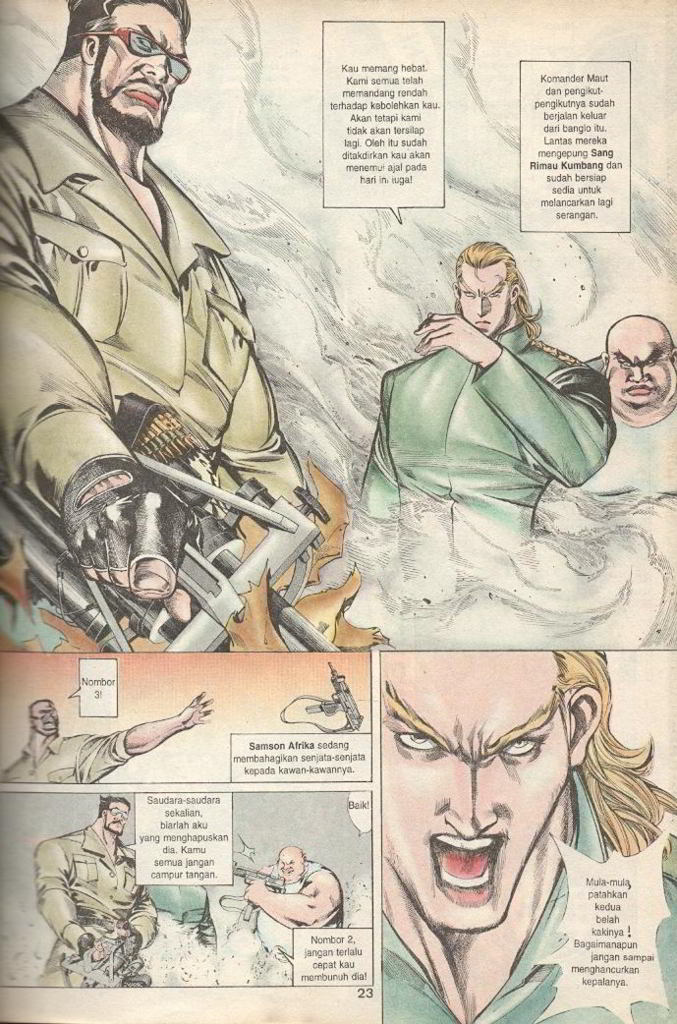 Kau memang hebat.
Kami semua telah
memandang rendah
terhadap kebolehkan kau.
Akan tetapi kami
tidak akan tersilap
lagi. Oleh itu sudah
ditakdirkan kau akan
menemui ajal pada
hari ini juga!
Komander Maut
dan pengikut-
pengikutnya sudah
berjalan keluar
dari banglo itu.
Lantas mereka
mengepung Sang
Rimau Kumbang dan
sudah bersiap
sedia untuk
melancarkan lagi
serangan.
Nombor
3!
Samson Afrika sedang
membahagikan senjata-senjata
kepada kawan-kawannya.
Saudara-saudara
sekalian,
biarlah aku
yang menghapuskan
dia. Kamu
semua jangan
campur tangan.
Baik!
Nombor 2,
jangan terlalu
cepat kau
membunuh dia!
Mula-mula,
patahkan
kedua
belah
kakinya!
Bagaimanapun
jangan sampai
menghancurkan
kepalanya.
23